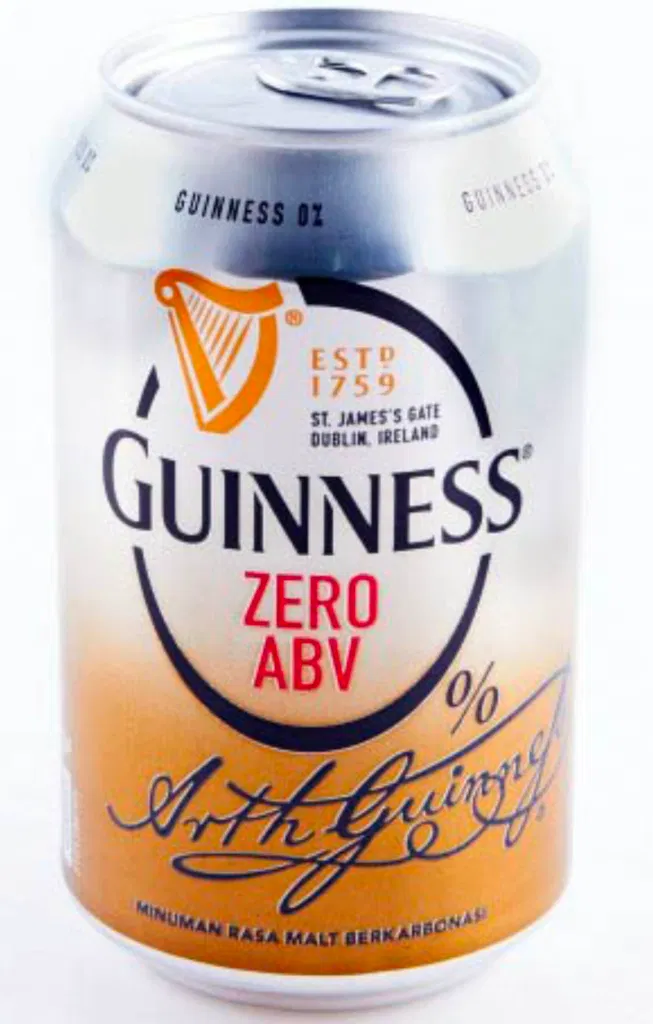 GUINNESS 0%
GUINNESS
ESTD
1759
ST. JAMES'S GATE
DUBLIN, IRELAND
GUINNESS
ZERO
ABV
%
Arth Guinness
MINUMAN RASA MALT BERKARBONASI